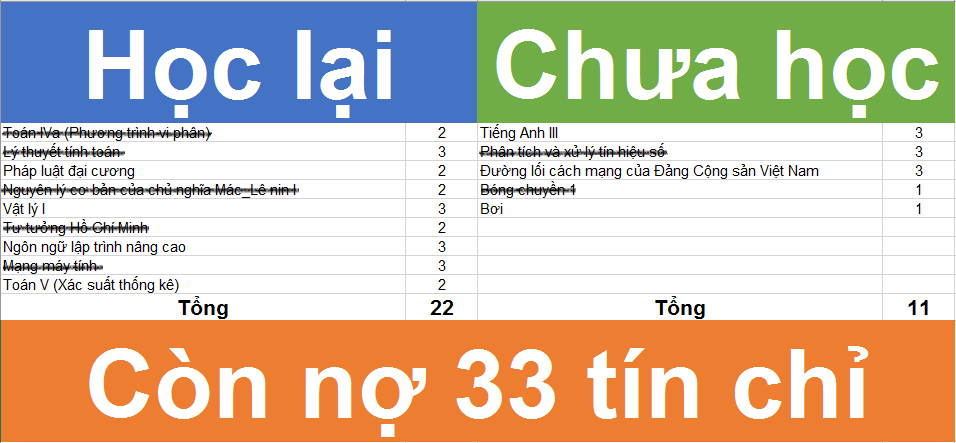 Học lại
Chưa học
Toán IVa (Phương trình vi phân) 2
Tiếng Anh III 3
Lý thuyết tính toán 3
Phân tích và xử lý tín hiệu số 3
Pháp luật đại cương 2
Đường lối cách mạng của Đảng Cộng sản Việt Nam 3
Nguyên lý cơ bản của chủ nghĩa Mác_Lê nin I 2
Bóng chuyền 1 1
Vật lý I 3
Bơi 1
Tư tưởng Hồ Chí Minh 2
Ngôn ngữ lập trình nâng cao 3
Mạng máy tính 3
Toán V (Xác suất thống kê) 2
Tổng 22
Tổng 11
Còn nợ 33 tín chỉ